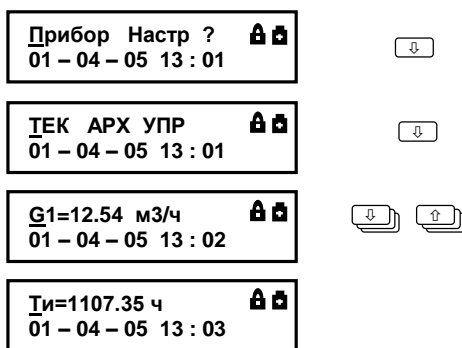 Прибор Настр ?
01 – 04 – 05 13 : 01
ТЕК АРХ УПР
01 – 04 – 05 13 : 01
G1=12.54 м3/ч
01 – 04 – 05 13 : 02
Ти=1107.35 ч
01 – 04 – 05 13 : 03